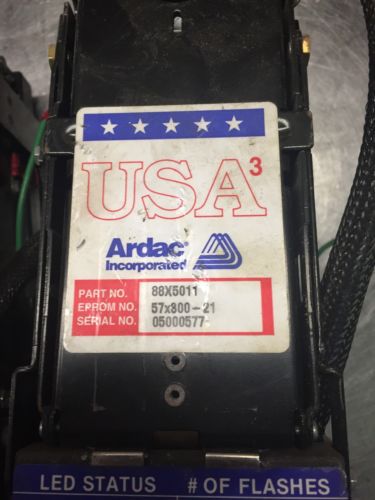 USA³
Ardac
Incorporated
PART NO. 88X5011
EPROM NO. 57x800-21
SERIAL NO. 05000577
LED STATUS # OF FLASHES